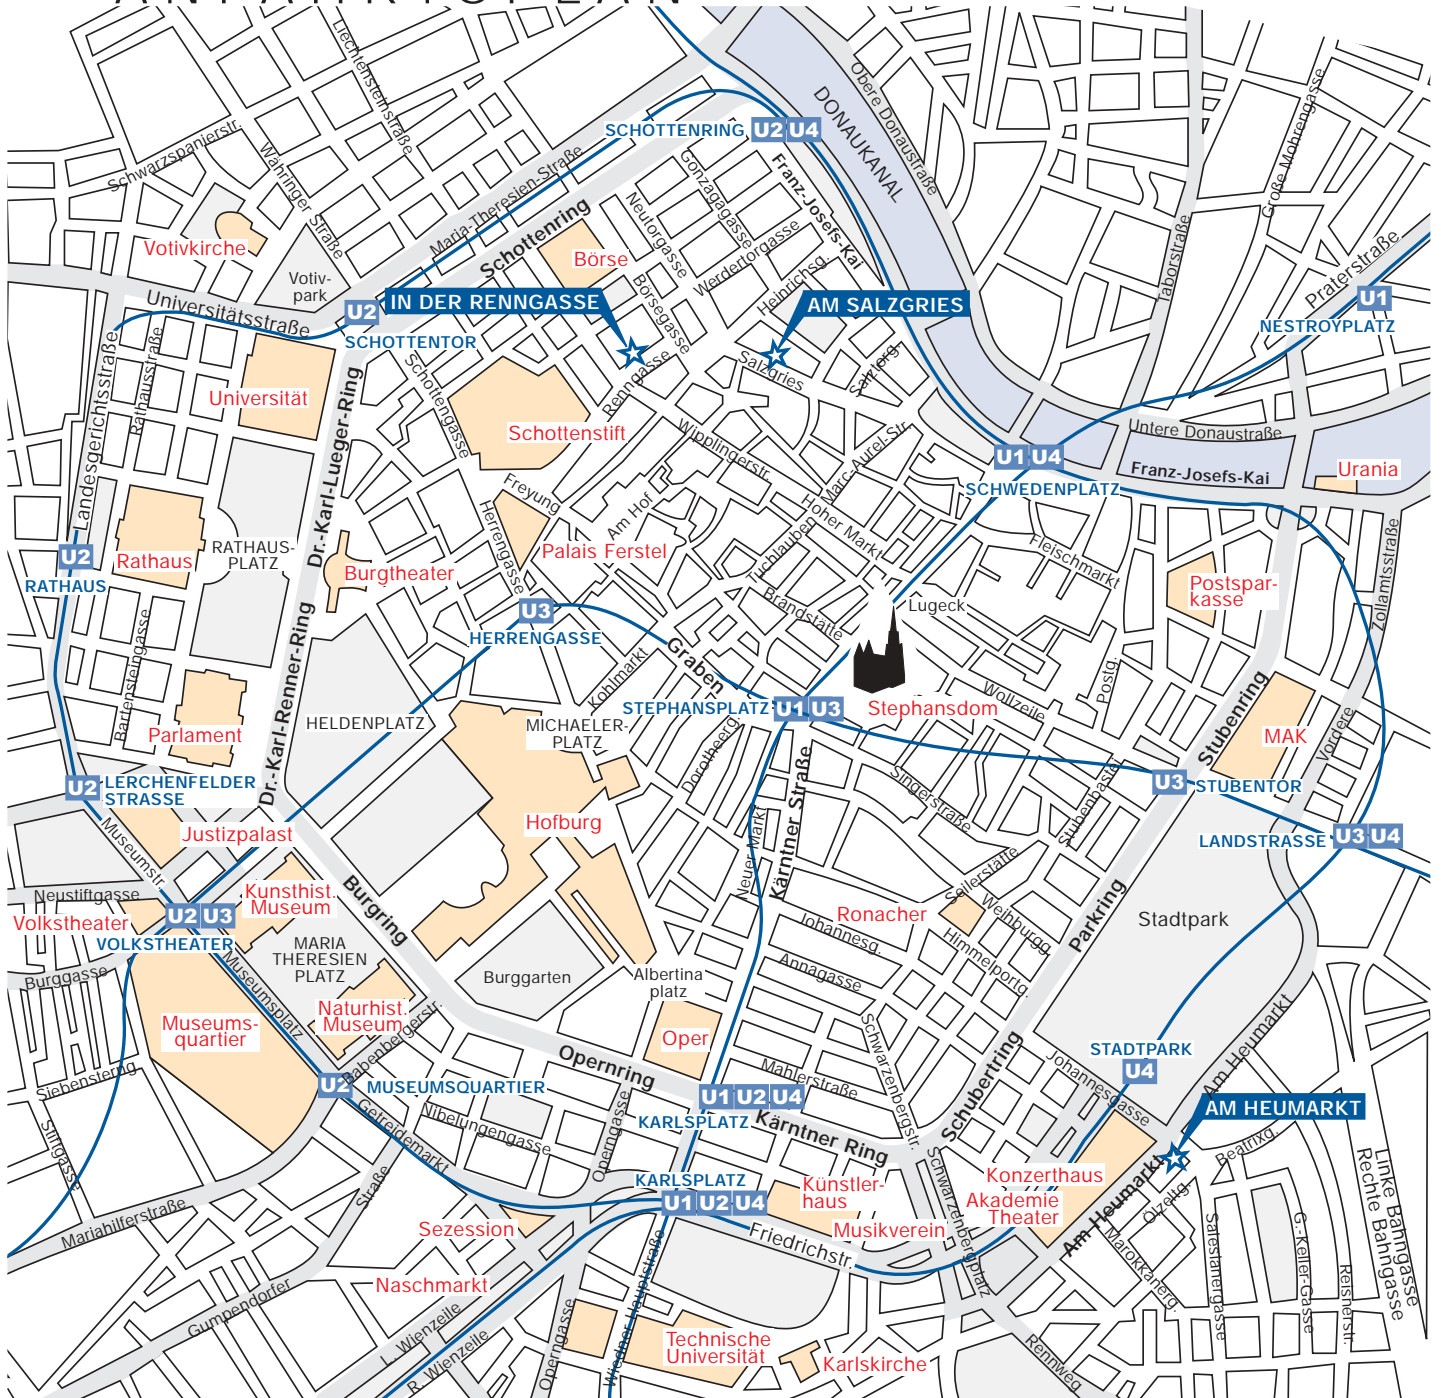 ANFAHRTSPLAN
Liechtensteinstraße
Schwarzspanierstr.
Währinger Straße
Votivkirche
Votiv-
park
Universitätsstraße
Maria-Theresien-Straße
Schottenring
SCHOTTENRING
U2 U4
DONAUKANAL
Obere Donaustraße
Franz-Josefs-Kai
Gonzagagasse
Neutorgasse
Werdertorgasse
Heinrichsg.
Börse
Börsegasse
Große Mohrengasse
Taborstraße
Praterstraße
U1
NESTROYPLATZ
IN DER RENNGASSE
AM SALZGRIES
U2
SCHOTTENTOR
Landesgerichtsstraße
Rathausstraße
Universität
Dr.-Karl-Lueger-Ring
Schottengasse
Schottenstift
Renngasse
Salzgries
Salztorg.
Wipplingerstr.
Marc-Aurel-Str.
Untere Donaustraße
Franz-Josefs-Kai
Urania
U1 U4
SCHWEDENPLATZ
Freyung
Herrengasse
Am Hof
Hoher Markt
Tuchlauben
Palais Ferstel
Brandstätte
Fleischmarkt
Lugeck
Postspar-
kasse
Zollamtsstraße
U2
RATHAUS
Rathaus
RATHAUS-
PLATZ
Burgtheater
U3
HERRENGASSE
Bartensteingasse
Parlament
Dr.-Karl-Renner-Ring
HELDENPLATZ
Kohlmarkt
Graben
MICHAELER-
PLATZ
STEPHANSPLATZ
U1 U3
Stephansdom
Wollzeile
Postg.
Stubenring
MAK
Vordere
Dorotheerg.
U2
LERCHENFELDER
STRASSE
Museumstr.
Justizpalast
Hofburg
Neuer Markt
Kärntner Straße
Singerstraße
Stubenbastei
U3
STUBENTOR
LANDSTRASSE
U3 U4
Neustiftgasse
Volkstheater
U2 U3
VOLKSTHEATER
Kunsthist.
Museum
Burgring
Burggasse
MARIA
THERESIEN
PLATZ
Museumsplatz
Naturhist.
Museum
Burggarten
Albertina
platz
Ronacher
Seilerstätte
Weihburgg.
Johannesg.
Himmelportg.
Annagasse
Parkring
Stadtpark
Museums-
quartier
Babenbergerstr.
Siebensterng.
Stiftgasse
Oper
Opernring
Mahlerstraße
Schwarzenbergstr.
Schubertring
STADTPARK
U4
Johannesgasse
Am Heumarkt
AM HEUMARKT
U2
MUSEUMSQUARTIER
Getreidemarkt
Nibelungengasse
Operngasse
U1 U2 U4
KARLSPLATZ
Kärntner Ring
KARLSPLATZ
U1 U2 U4
Künstler-
haus
Musikverein
Friedrichstr.
Schwarzenbergplatz
Konzerthaus
Akademie
Theater
Am Heumarkt
Beatrixg.
Ölzeltg.
Marokkanerg.
Salesianergasse
G.-Keller-Gasse
Reisnerstr.
Linke Bahngasse
Rechte Bahngasse
Mariahilferstraße
Straße
Gumpendorfer
Sezession
Naschmarkt
L. Wienzeile
R. Wienzeile
Operngasse
Wiedner Hauptstraße
Technische
Universität
Karlskirche
Rennweg